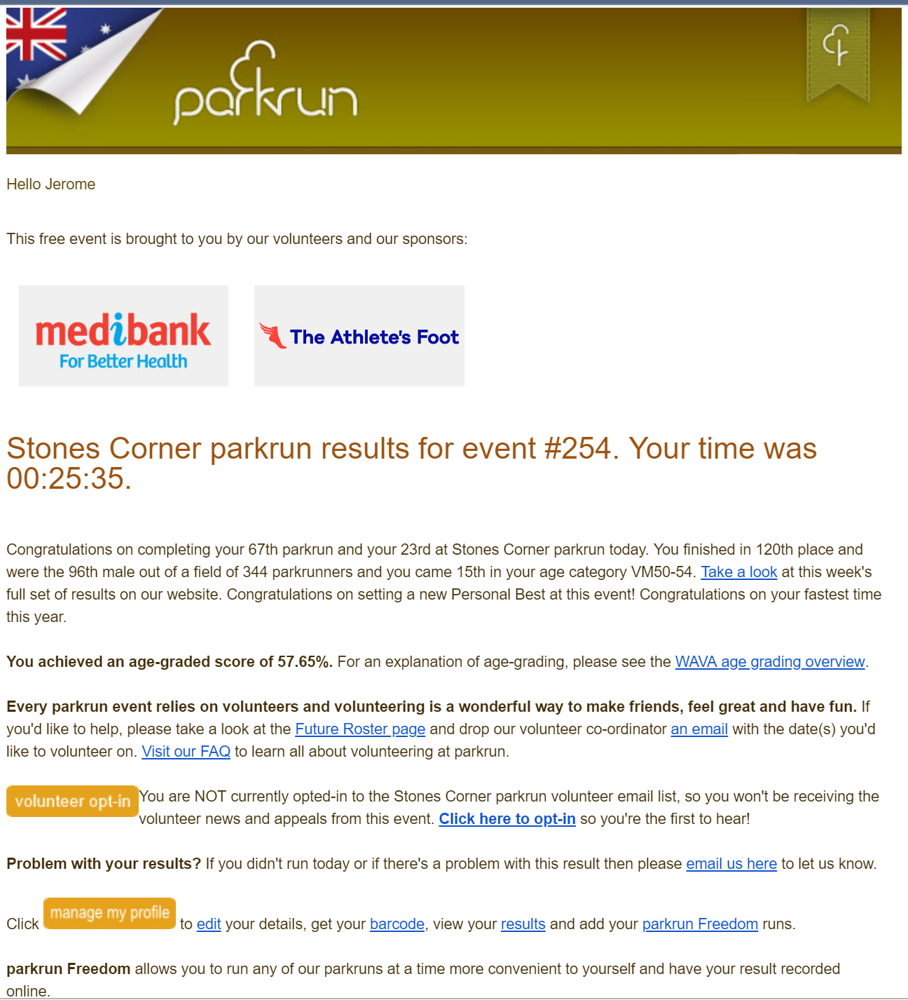 parkrun
Hello Jerome
This free event is brought to you by our volunteers and our sponsors:
medibank
For Better Health
The Athlete's Foot
Stones Corner parkrun results for event #254. Your time was
00:25:35.
Congratulations on completing your 67th parkrun and your 23rd at Stones Corner parkrun today. You finished in 120th place and
were the 96th male out of a field of 344 parkrunners and you came 15th in your age category VM50-54. Take a look at this week's
full set of results on our website. Congratulations on setting a new Personal Best at this event! Congratulations on your fastest time
this year.
You achieved an age-graded score of 57.65%. For an explanation of age-grading, please see the WAVA age grading overview.
Every parkrun event relies on volunteers and volunteering is a wonderful way to make friends, feel great and have fun. If
you'd like to help, please take a look at the Future Roster page and drop our volunteer co-ordinator an email with the date(s) you'd
like to volunteer on. Visit our FAQ to learn all about volunteering at parkrun.
volunteer opt-in You are NOT currently opted-in to the Stones Corner parkrun volunteer email list, so you won't be receiving the
volunteer news and appeals from this event. Click here to opt-in so you're the first to hear!
Problem with your results? If you didn't run today or if there's a problem with this result then please email us here to let us know.
Click manage my profile to edit your details, get your barcode, view your results and add your parkrun Freedom runs.
parkrun Freedom allows you to run any of our parkruns at a time more convenient to yourself and have your result recorded
online.